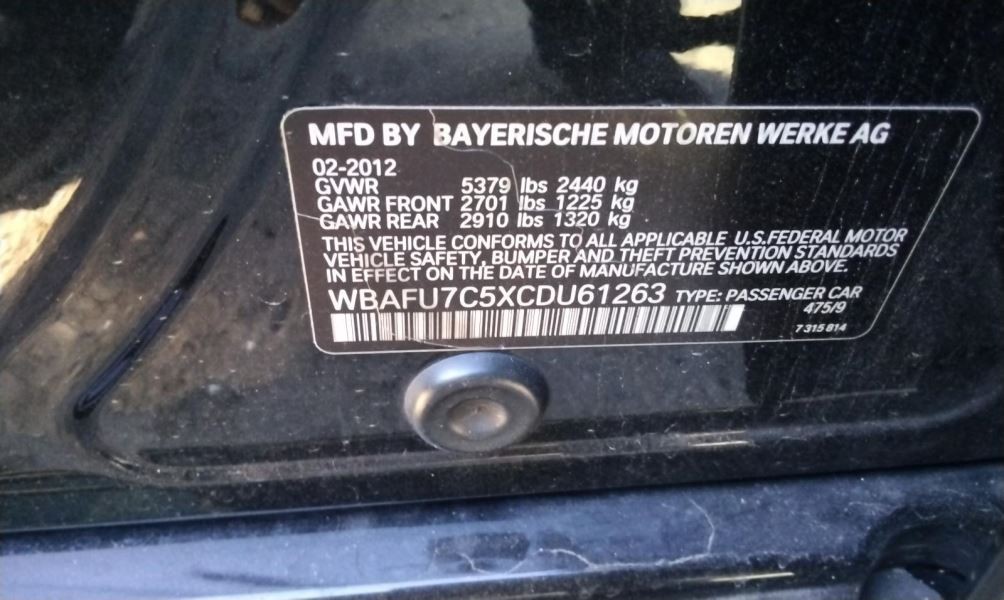 MFD BY BAYERISCHE MOTOREN WERKE AG
02-2012
GVWR 5379 lbs 2440 kg
GAWR FRONT 2701 lbs 1225 kg
GAWR REAR 2910 lbs 1320 kg
THIS VEHICLE CONFORMS TO ALL APPLICABLE U.S.FEDERAL MOTOR
VEHICLE SAFETY, BUMPER AND THEFT PREVENTION STANDARDS
IN EFFECT ON THE DATE OF MANUFACTURE SHOWN ABOVE.
WBAFU7C5XCDU61263 TYPE: PASSENGER CAR
475/9
7 315 814